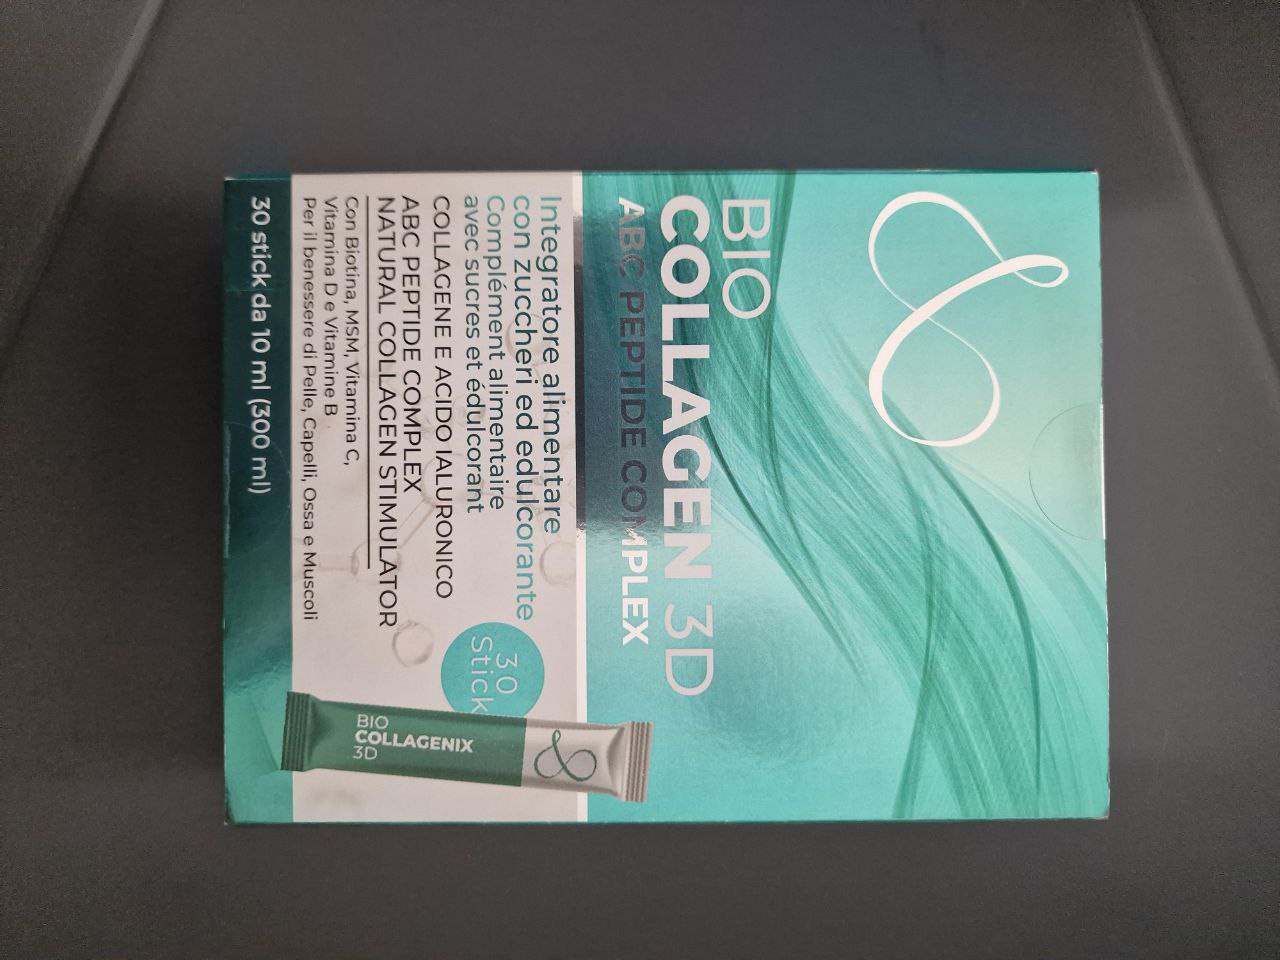 BIO
COLLAGEN 3D
ABC PEPTIDE COMPLEX
Integratore alimentare
con zuccheri ed edulcorante
Complément alimentaire
avec sucres et édulcorant
COLLAGENE E ACIDO IALURONICO
ABC PEPTIDE COMPLEX
NATURAL COLLAGEN STIMULATOR
Con Biotina, MSM, Vitamina C,
Vitamina D e Vitamine B
Per il benessere di Pelle, Capelli, Ossa e Muscoli
30 stick da 10 ml (300 ml)
30
Stick
BIO
COLLAGENIX
3D